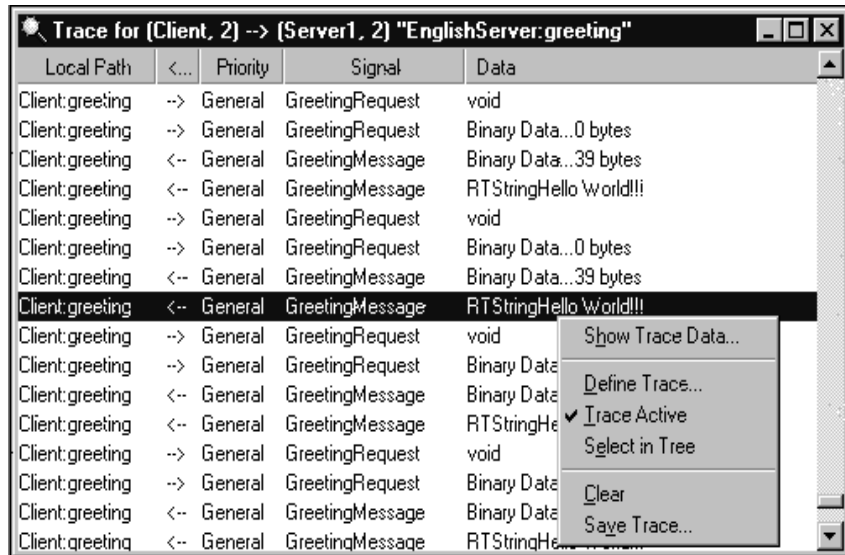 Trace for (Client, 2) --> (Server1, 2) "EnglishServer:greeting"
Local Path <... Priority Signal Data
Client:greeting --> General GreetingRequest void
Client:greeting --> General GreetingRequest Binary Data...0 bytes
Client:greeting <-- General GreetingMessage Binary Data...39 bytes
Client:greeting <-- General GreetingMessage RTStringHello World!!!
Client:greeting --> General GreetingRequest void
Client:greeting --> General GreetingRequest Binary Data...0 bytes
Client:greeting <-- General GreetingMessage Binary Data...39 bytes
Client:greeting <-- General GreetingMessage RTStringHello World!!!
Client:greeting --> General GreetingRequest void
Client:greeting --> General GreetingRequest Binary Data
Client:greeting <-- General GreetingMessage Binary Data
Client:greeting <-- General GreetingMessage RTStringHe
Client:greeting --> General GreetingRequest void
Client:greeting --> General GreetingRequest Binary Data
Client:greeting <-- General GreetingMessage Binary Data
Client:greeting <-- General GreetingMessage RTStringHe
Show Trace Data...
Define Trace...
Trace Active
Select in Tree
Clear
Save Trace...